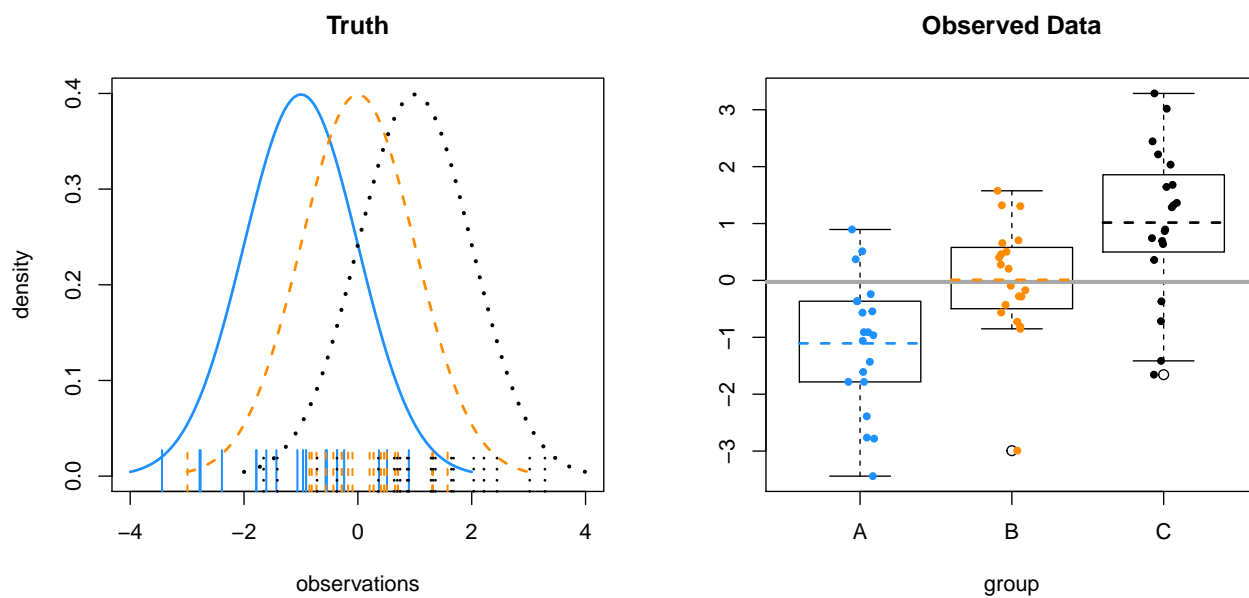 Truth
density
0.0
0.1
0.2
0.3
0.4
−4
−2
0
2
4
observations
Observed Data
−3
−2
−1
0
1
2
3
A
B
C
group